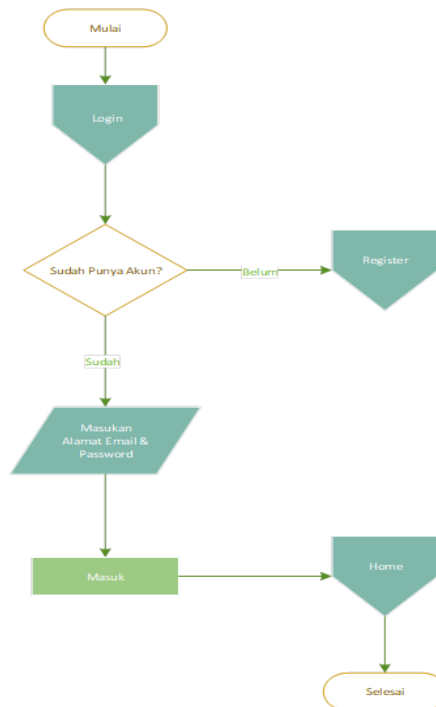 Mulai
Login
Sudah Punya Akun?
Belum
Register
Sudah
Masukan
Alamat Email &
Password
Masuk
Home
Selesai